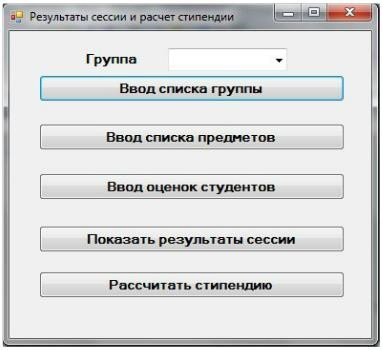 Результаты сессии и расчет стипендии
Группа
Ввод списка группы
Ввод списка предметов
Ввод оценок студентов
Показать результаты сессии
Рассчитать стипендию